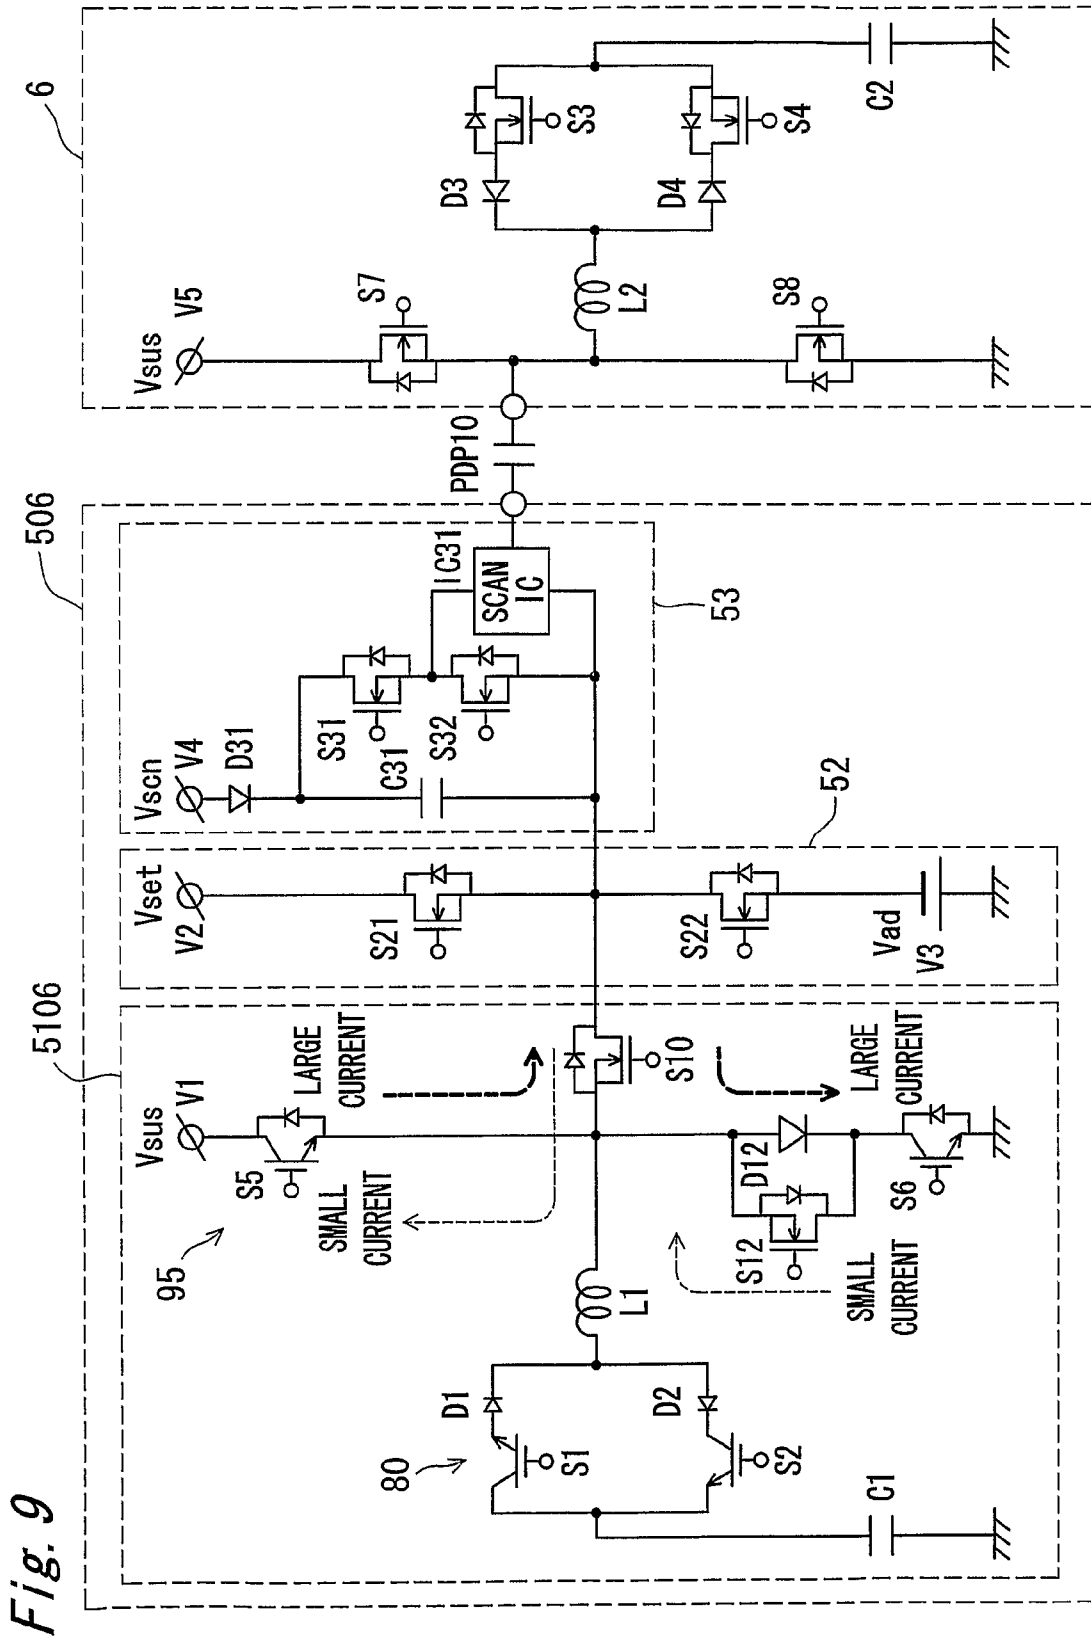 Fig. 9
506
6
5106
95
80
Vsus
V1
S5
LARGE
CURRENT
SMALL
CURRENT
S10
L1
D1
S1
D2
S2
C1
S12
D12
S6
SMALL
CURRENT
LARGE
CURRENT
Vset
V2
S21
S22
Vad
V3
52
Vscn
V4
D31
S31
C31
S32
IC31
SCAN
IC
53
PDP10
Vsus
V5
S7
L2
S8
D3
S3
D4
S4
C2